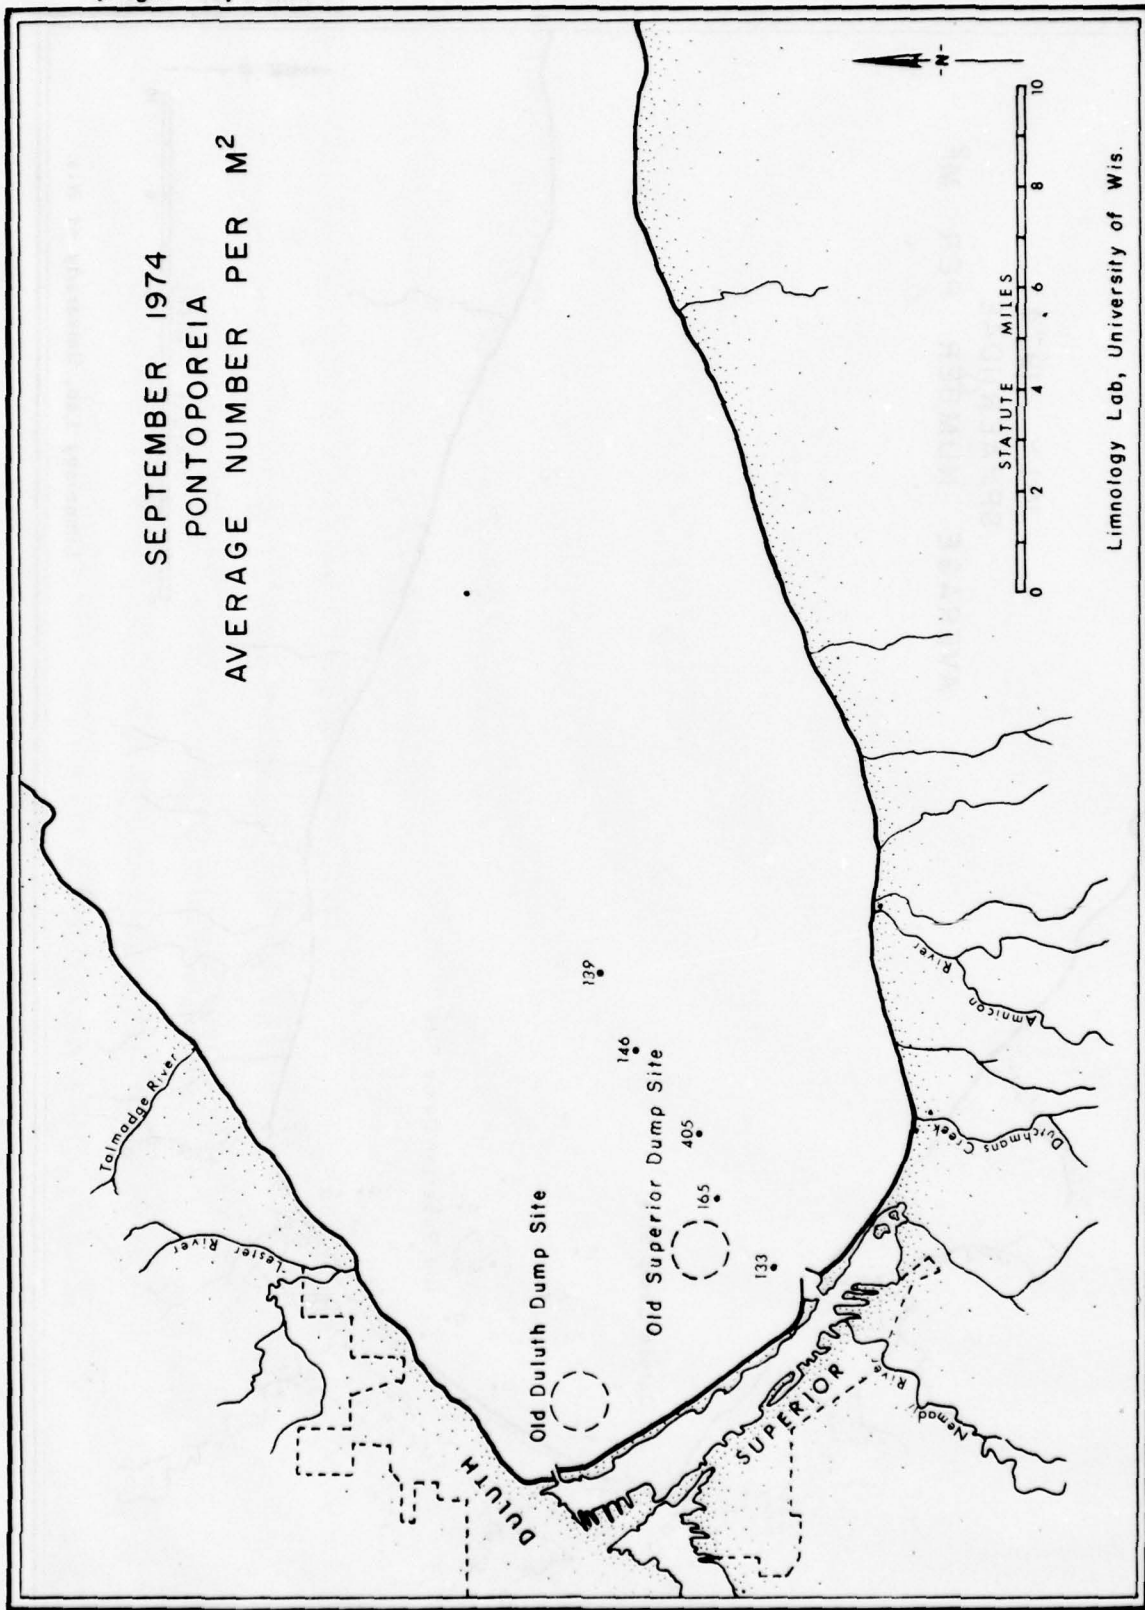 SEPTEMBER 1974
PONTOPOREIA
AVERAGE NUMBER PER M²
Talmadge River
Lester River
DULUTH
Old Duluth Dump Site
Old Superior Dump Site
139
146
405
165
133
SUPERIOR
Nemadji River
Dutchmans Creek
Amnicon River
-N-
STATUTE MILES
0 2 4 6 8 10
Limnology Lab, University of Wis.